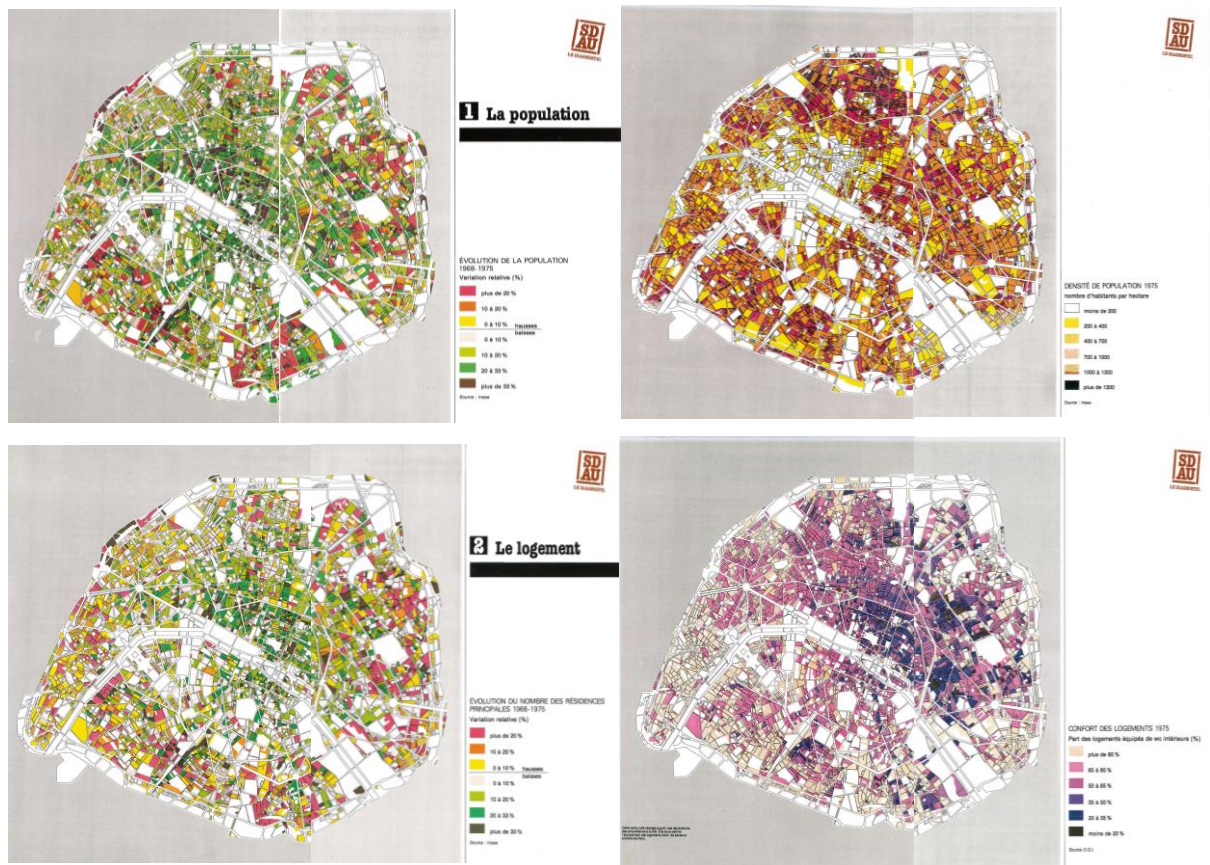 SD
AU
LE DIAGNOSTIC
1 La population
ÉVOLUTION DE LA POPULATION
1968-1975
Variation relative (%)
plus de 20 %
10 à 20 %
0 à 10 % hausses
baisses
0 à 10 %
10 à 20 %
20 à 33 %
plus de 33 %
Source : Insee
SD
AU
LE DIAGNOSTIC
DENSITÉ DE POPULATION 1975
nombre d'habitants par hectare
moins de 200
200 à 400
400 à 700
700 à 1000
1000 à 1300
plus de 1300
Source : Insee
SD
AU
LE DIAGNOSTIC
2 Le logement
ÉVOLUTION DU NOMBRE DES RÉSIDENCES
PRINCIPALES 1968-1975
Variation relative (%)
plus de 20 %
10 à 20 %
0 à 10 % hausses
baisses
0 à 10 %
10 à 20 %
20 à 33 %
plus de 33 %
Source : Insee
SD
AU
LE DIAGNOSTIC
CONFORT DES LOGEMENTS 1975
Part des logements équipés de wc intérieurs (%)
plus de 80 %
65 à 80 %
50 à 65 %
35 à 50 %
20 à 35 %
moins de 20 %